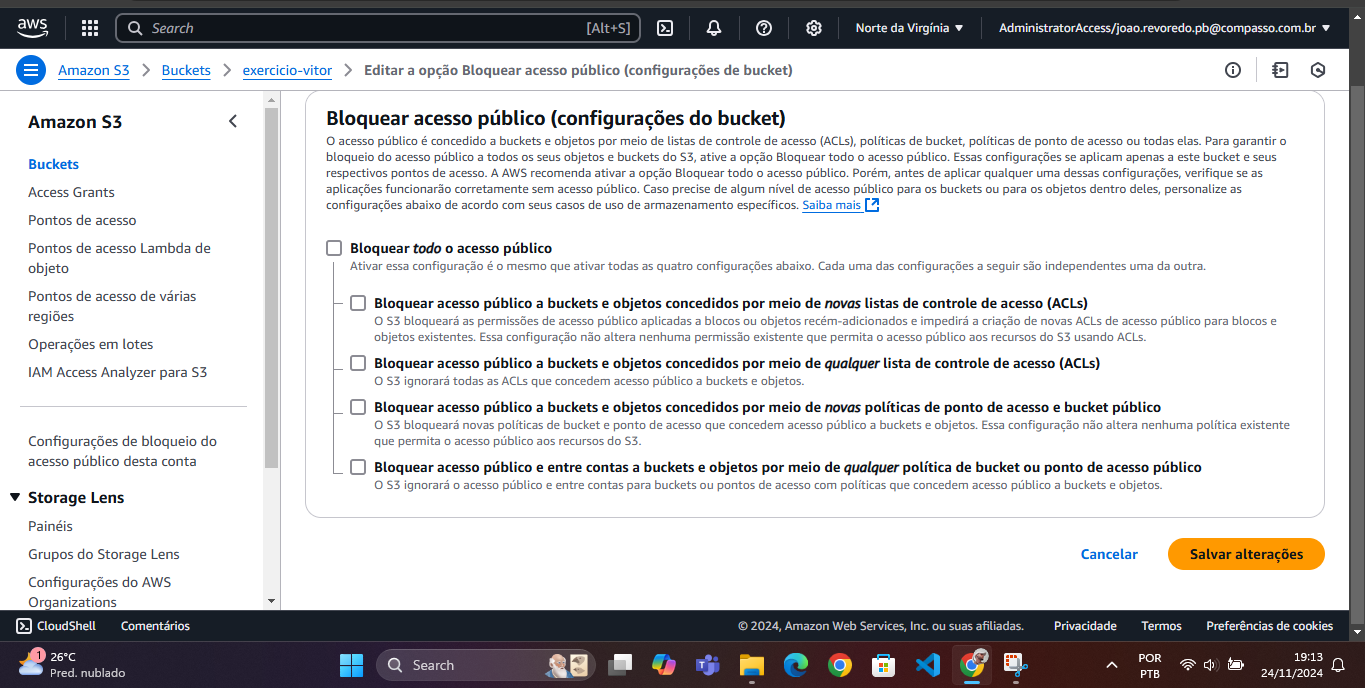 aws
Search [Alt+S]
Norte da Virgínia
AdministratorAccess/joao.revoredo.pb@compasso.com.br
Amazon S3
Buckets
exercicio-vitor
Editar a opção Bloquear acesso público (configurações de bucket)
Amazon S3
Buckets
Access Grants
Pontos de acesso
Pontos de acesso Lambda de
objeto
Pontos de acesso de várias
regiões
Operações em lotes
IAM Access Analyzer para S3
Configurações de bloqueio do
acesso público desta conta
Storage Lens
Painéis
Grupos do Storage Lens
Configurações do AWS
Organizations
Bloquear acesso público (configurações do bucket)
O acesso público é concedido a buckets e objetos por meio de listas de controle de acesso (ACLs), políticas de bucket, políticas de ponto de acesso ou todas elas. Para garantir o
bloqueio do acesso público a todos os seus objetos e buckets do S3, ative a opção Bloquear todo o acesso público. Essas configurações se aplicam apenas a este bucket e seus
respectivos pontos de acesso. A AWS recomenda ativar a opção Bloquear todo o acesso público. Porém, antes de aplicar qualquer uma dessas configurações, verifique se as
aplicações funcionarão corretamente sem acesso público. Caso precise de algum nível de acesso público para os buckets ou para os objetos dentro deles, personalize as
configurações abaixo de acordo com seus casos de uso de armazenamento específicos. Saiba mais
Bloquear todo o acesso público
Ativar essa configuração é o mesmo que ativar todas as quatro configurações abaixo. Cada uma das configurações a seguir são independentes uma da outra.
Bloquear acesso público a buckets e objetos concedidos por meio de novas listas de controle de acesso (ACLs)
O S3 bloqueará as permissões de acesso público aplicadas a blocos ou objetos recém-adicionados e impedirá a criação de novas ACLs de acesso público para blocos e
objetos existentes. Essa configuração não altera nenhuma permissão existente que permita o acesso público aos recursos do S3 usando ACLs.
Bloquear acesso público a buckets e objetos concedidos por meio de qualquer lista de controle de acesso (ACLs)
O S3 ignorará todas as ACLs que concedem acesso público a buckets e objetos.
Bloquear acesso público a buckets e objetos concedidos por meio de novas políticas de ponto de acesso e bucket público
O S3 bloqueará novas políticas de bucket e ponto de acesso que concedem acesso público a buckets e objetos. Essa configuração não altera nenhuma política existente
que permita o acesso público aos recursos do S3.
Bloquear acesso público e entre contas a buckets e objetos por meio de qualquer política de bucket ou ponto de acesso público
O S3 ignorará o acesso público e entre contas para buckets ou pontos de acesso com políticas que concedem acesso público a buckets e objetos.
Cancelar
Salvar alterações
CloudShell
Comentários
© 2024, Amazon Web Services, Inc. ou suas afiliadas.
Privacidade
Termos
Preferências de cookies
1
26°C
Pred. nublado
Search
POR
PTB
19:13
24/11/2024